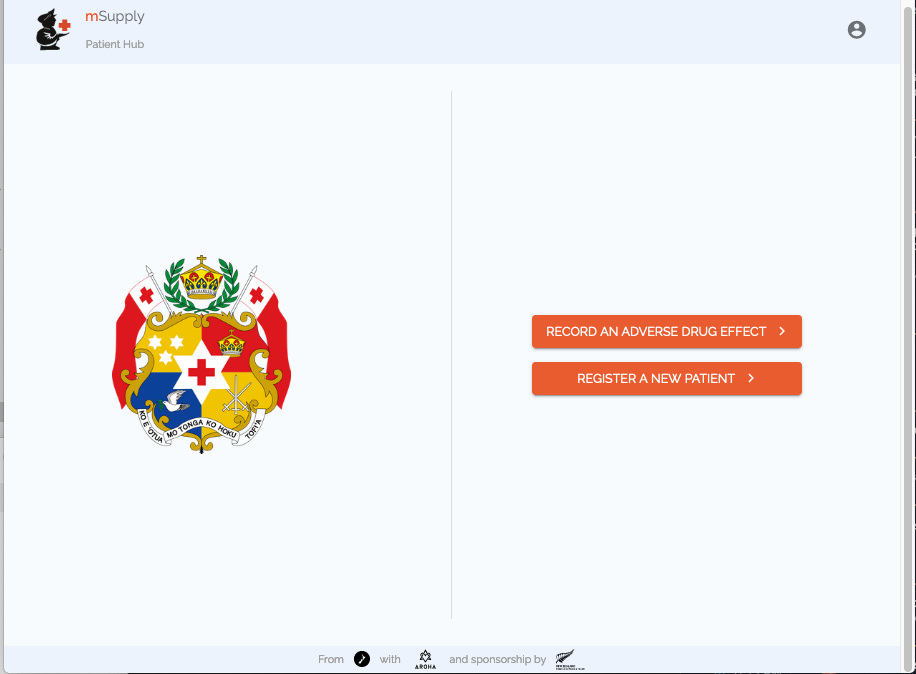 mSupply
Patient Hub
KO E 'OTUA MO TONGA KO HOKU TOFI'A
RECORD AN ADVERSE DRUG EFFECT
REGISTER A NEW PATIENT
From with AROHA and sponsorship by